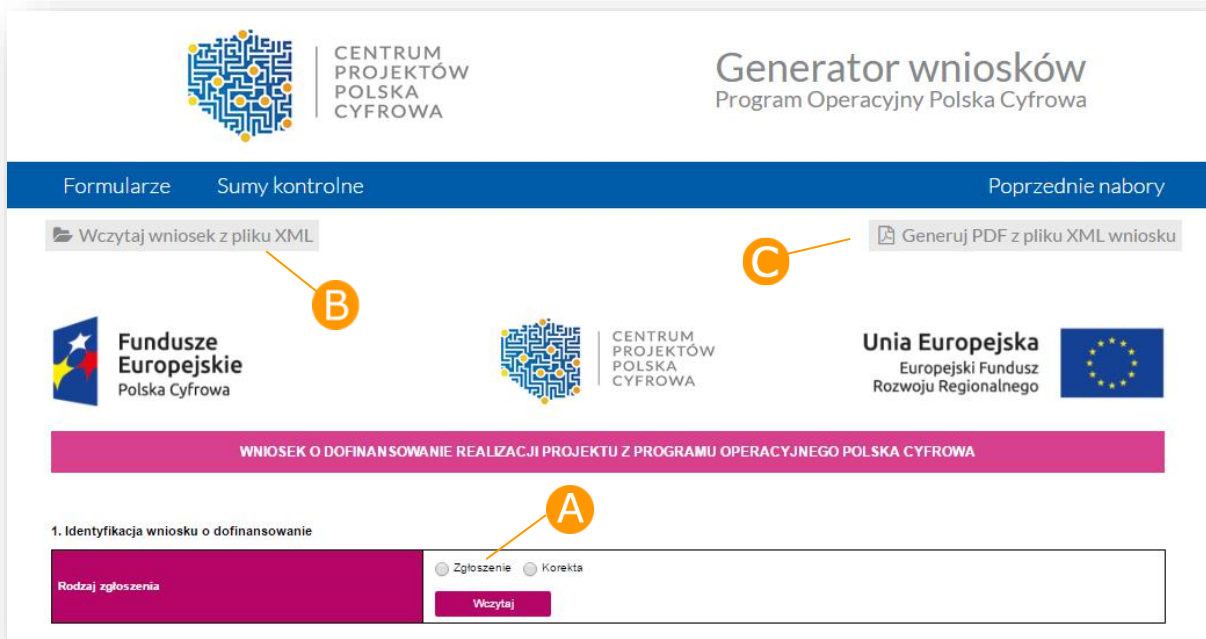 CENTRUM
PROJEKTÓW
POLSKA
CYFROWA
Generator wniosków
Program Operacyjny Polska Cyfrowa
Formularze Sumy kontrolne Poprzednie nabory
Wczytaj wniosek z pliku XML
Generuj PDF z pliku XML wniosku
C
B
Fundusze
Europejskie
Polska Cyfrowa
CENTRUM
PROJEKTÓW
POLSKA
CYFROWA
Unia Europejska
Europejski Fundusz
Rozwoju Regionalnego
WNIOSEK O DOFINANSOWANIE REALIZACJI PROJEKTU Z PROGRAMU OPERACYJNEGO POLSKA CYFROWA
A
1. Identyfikacja wniosku o dofinansowanie
Rodzaj zgłoszenia
Zgłoszenie Korekta
Wczytaj